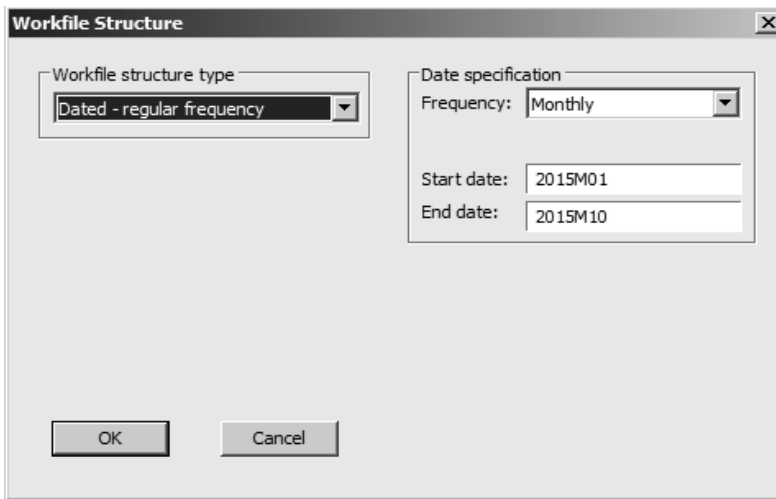 Workfile Structure
Workfile structure type
Dated - regular frequency
Date specification
Frequency: Monthly
Start date: 2015M01
End date: 2015M10
OK
Cancel